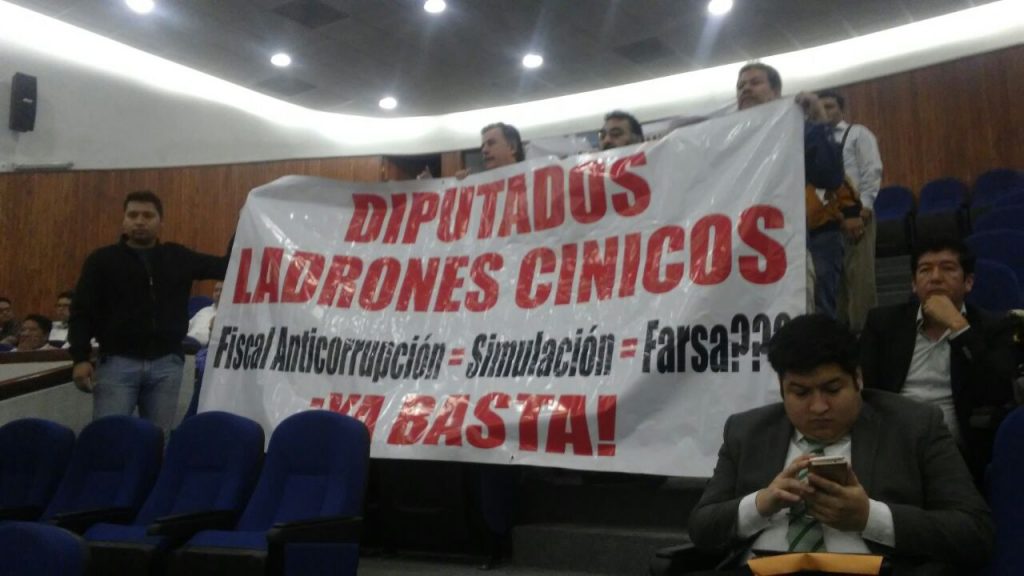 DIPUTADOS
LADRONES CINICOS
Fiscal Anticorrupción = Simulación = Farsa???
¡YA BASTA!